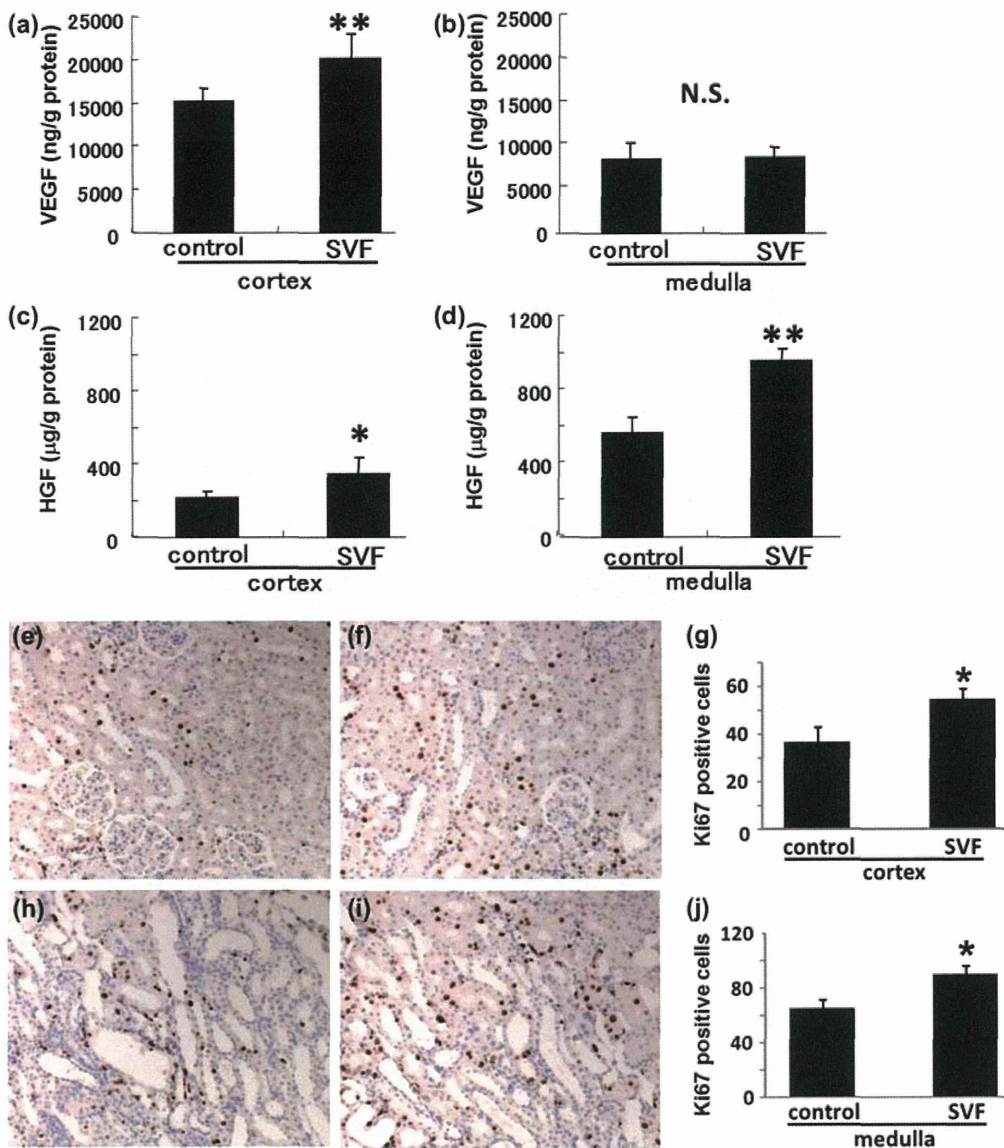 (a)
VEGF (ng/g protein)
25000
20000
15000
10000
5000
0
**
control SVF
cortex
(b)
VEGF (ng/g protein)
25000
20000
15000
10000
5000
0
N.S.
control SVF
medulla
(c)
HGF (μg/g protein)
1200
800
400
0
*
control SVF
cortex
(d)
HGF (μg/g protein)
1200
800
400
0
**
control SVF
medulla
(e)
(f)
(g)
Ki67 positive cells
60
40
20
0
*
control SVF
cortex
(h)
(i)
(j)
Ki67 positive cells
120
80
40
0
*
control SVF
medulla